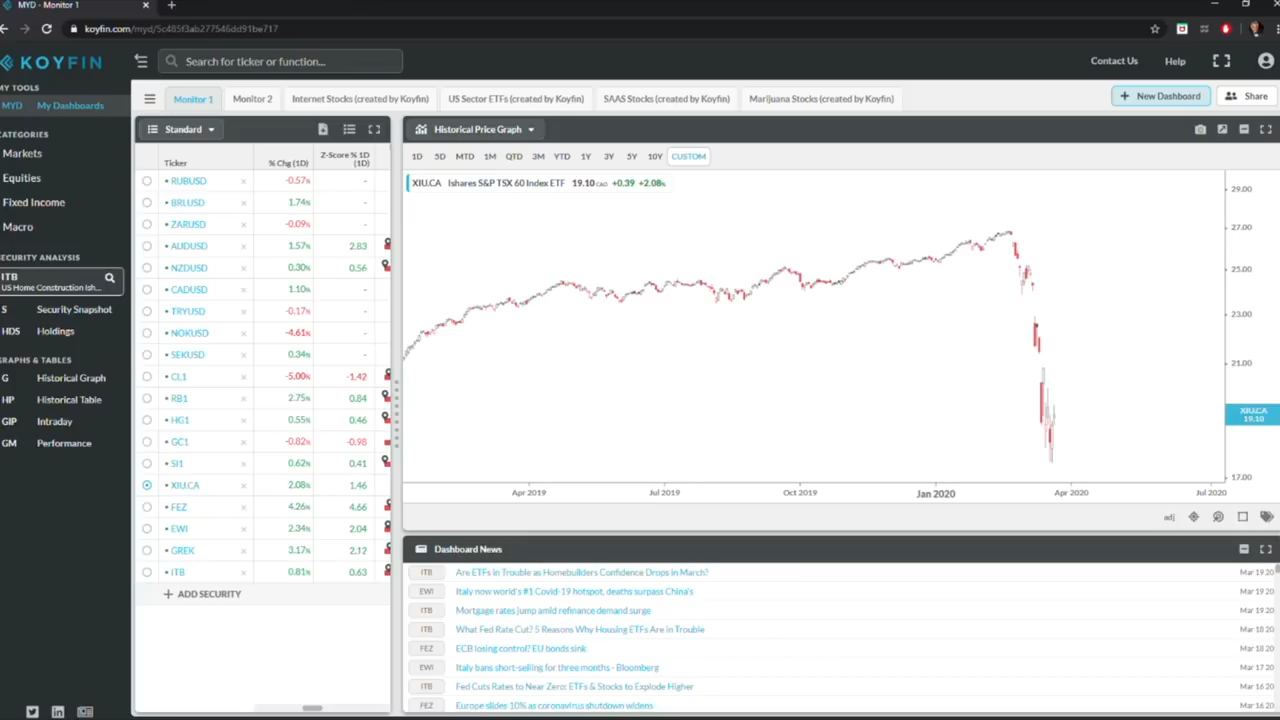 MYD - Monitor 1
koyfin.com/myd/5c485f3ab277546dd91be717
KOYFIN
Search for ticker or function...
Contact Us
Help
MY TOOLS
MYD My Dashboards
CATEGORIES
Markets
Equities
Fixed Income
Macro
SECURITY ANALYSIS
ITB
US Home Construction Ish...
S Security Snapshot
HDS Holdings
GRAPHS & TABLES
G Historical Graph
HP Historical Table
GIP Intraday
GM Performance
Monitor 1 Monitor 2 Internet Stocks (created by Koyfin) US Sector ETFs (created by Koyfin) SAAS Stocks (created by Koyfin) Marijuana Stocks (created by Koyfin)
+ New Dashboard Share
Standard
Ticker % Chg (1D) Z-Score % 1D (1D)
RUBUSD × -0.57% -
BRLUSD × 1.74% -
ZARUSD × -0.09% -
AUDUSD × 1.57% 2.83
NZDUSD × 0.30% 0.56
CADUSD × 1.10% -
TRYUSD × -0.17% -
NOKUSD × -4.61% -
SEKUSD × 0.34% -
CL1 × -5.00% -1.42
RB1 × 2.75% 0.84
HG1 × 0.55% 0.46
GC1 × -0.82% -0.98
SI1 × 0.62% 0.41
XIU.CA × 2.08% 1.46
FEZ × 4.26% 4.66
EWI × 2.34% 2.04
GREK × 3.17% 2.12
ITB × 0.81% 0.63
+ ADD SECURITY
Historical Price Graph
1D 5D MTD 1M QTD 3M YTD 1Y 3Y 5Y 10Y CUSTOM
XIU.CA Ishares S&P TSX 60 Index ETF 19.10 CAD +0.39 +2.08%
29.00
27.00
25.00
23.00
21.00
XIU.CA
19.10
17.00
Apr 2019 Jul 2019 Oct 2019 Jan 2020 Apr 2020 Jul 2020
adj
Dashboard News
ITB Are ETFs in Trouble as Homebuilders Confidence Drops in March? Mar 19 20
EWI Italy now world's #1 Covid-19 hotspot, deaths surpass China's Mar 19 20
ITB Mortgage rates jump amid refinance demand surge Mar 19 20
ITB What Fed Rate Cut? 5 Reasons Why Housing ETFs Are in Trouble Mar 18 20
FEZ ECB losing control? EU bonds sink Mar 18 20
EWI Italy bans short-selling for three months - Bloomberg Mar 17 20
ITB Fed Cuts Rates to Near Zero: ETFs & Stocks to Explode Higher Mar 16 20
FEZ Europe slides 10% as coronavirus shutdown widens Mar 16 20